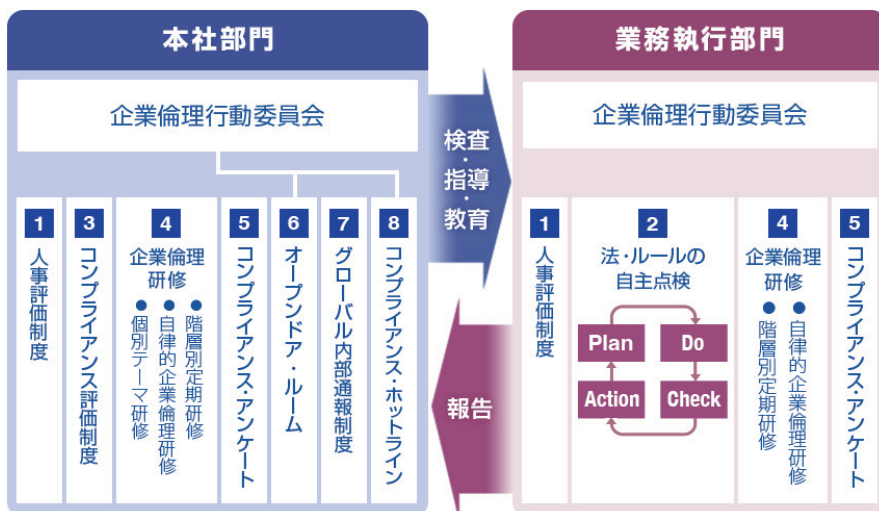 本社部門
企業倫理行動委員会
1
人事評価制度
3
コンプライアンス評価制度
4
企業倫理
研修
●階層別定期研修
●自律的企業倫理研修
●個別テーマ研修
5
コンプライアンス・アンケート
6
オープンドア・ルーム
7
グローバル内部通報制度
8
コンプライアンス・ホットライン
検査
・
指導
・
教育
報告
業務執行部門
企業倫理行動委員会
1
人事評価制度
2
法・ルールの
自主点検
Plan
Do
Action
Check
4
企業倫理
研修
●自律的企業倫理研修
●階層別定期研修
5
コンプライアンス・アンケート